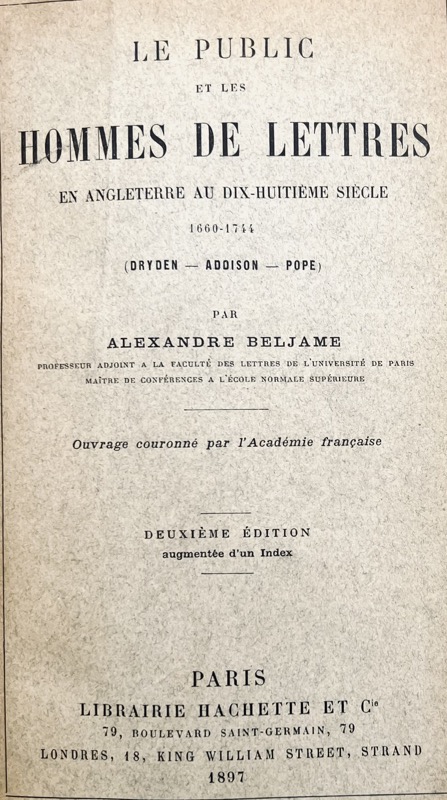 LE PUBLIC
ET LES
HOMMES DE LETTRES
EN ANGLETERRE AU DIX-HUITIÈME SIÈCLE
1660-1744
(DRYDEN — ADDISON — POPE)
PAR
ALEXANDRE BELJAME
PROFESSEUR ADJOINT A LA FACULTÉ DES LETTRES DE L'UNIVERSITÉ DE PARIS
MAÎTRE DE CONFÉRENCES A L'ÉCOLE NORMALE SUPÉRIEURE
Ouvrage couronné par l'Académie française
DEUXIÈME ÉDITION
augmentée d'un Index
PARIS
LIBRAIRIE HACHETTE ET Cie
79, BOULEVARD SAINT-GERMAIN, 79
LONDRES, 18, KING WILLIAM STREET, STRAND
1897